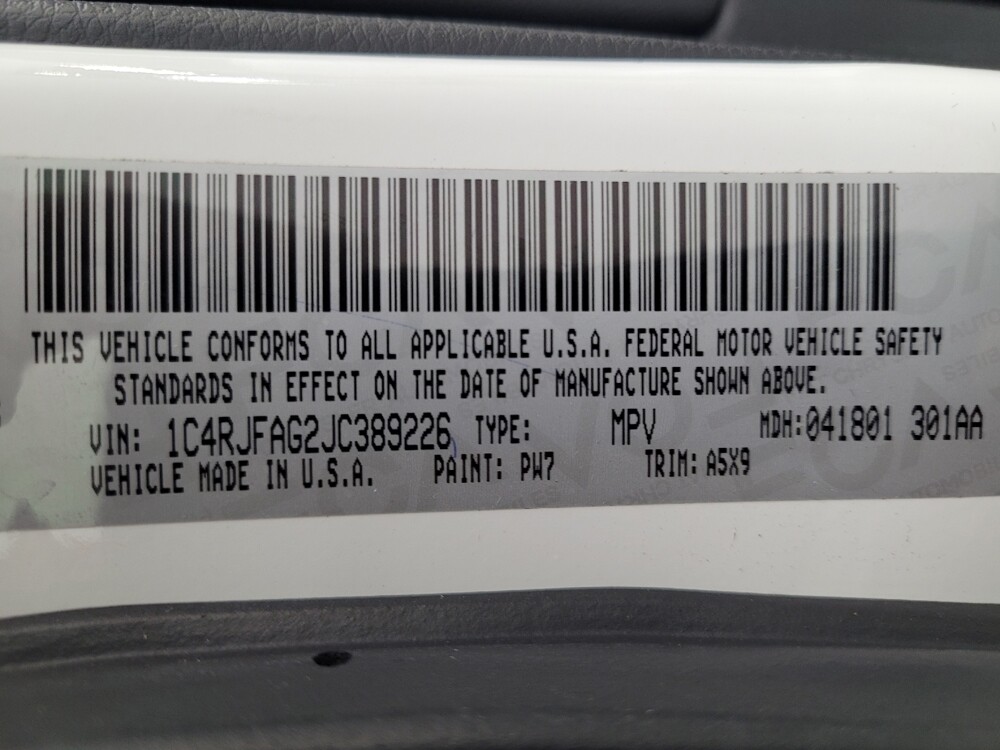 THIS VEHICLE CONFORMS TO ALL APPLICABLE U.S.A. FEDERAL MOTOR VEHICLE SAFETY
STANDARDS IN EFFECT ON THE DATE OF MANUFACTURE SHOWN ABOVE.
VIN: 1C4RJFAG2JC389226 TYPE: MPV MDH:041801 301AA
VEHICLE MADE IN U.S.A. PAINT: PW7 TRIM: A5X9